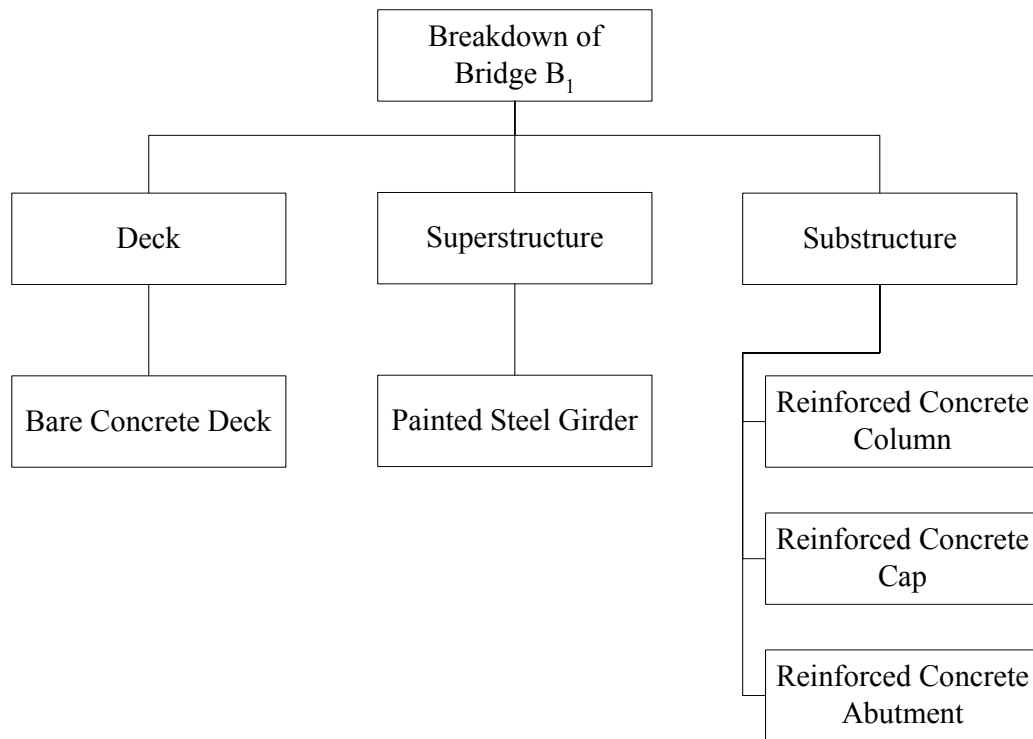 Breakdown of
Bridge B₁
Deck
Superstructure
Substructure
Bare Concrete Deck
Painted Steel Girder
Reinforced Concrete
Column
Reinforced Concrete
Cap
Reinforced Concrete
Abutment